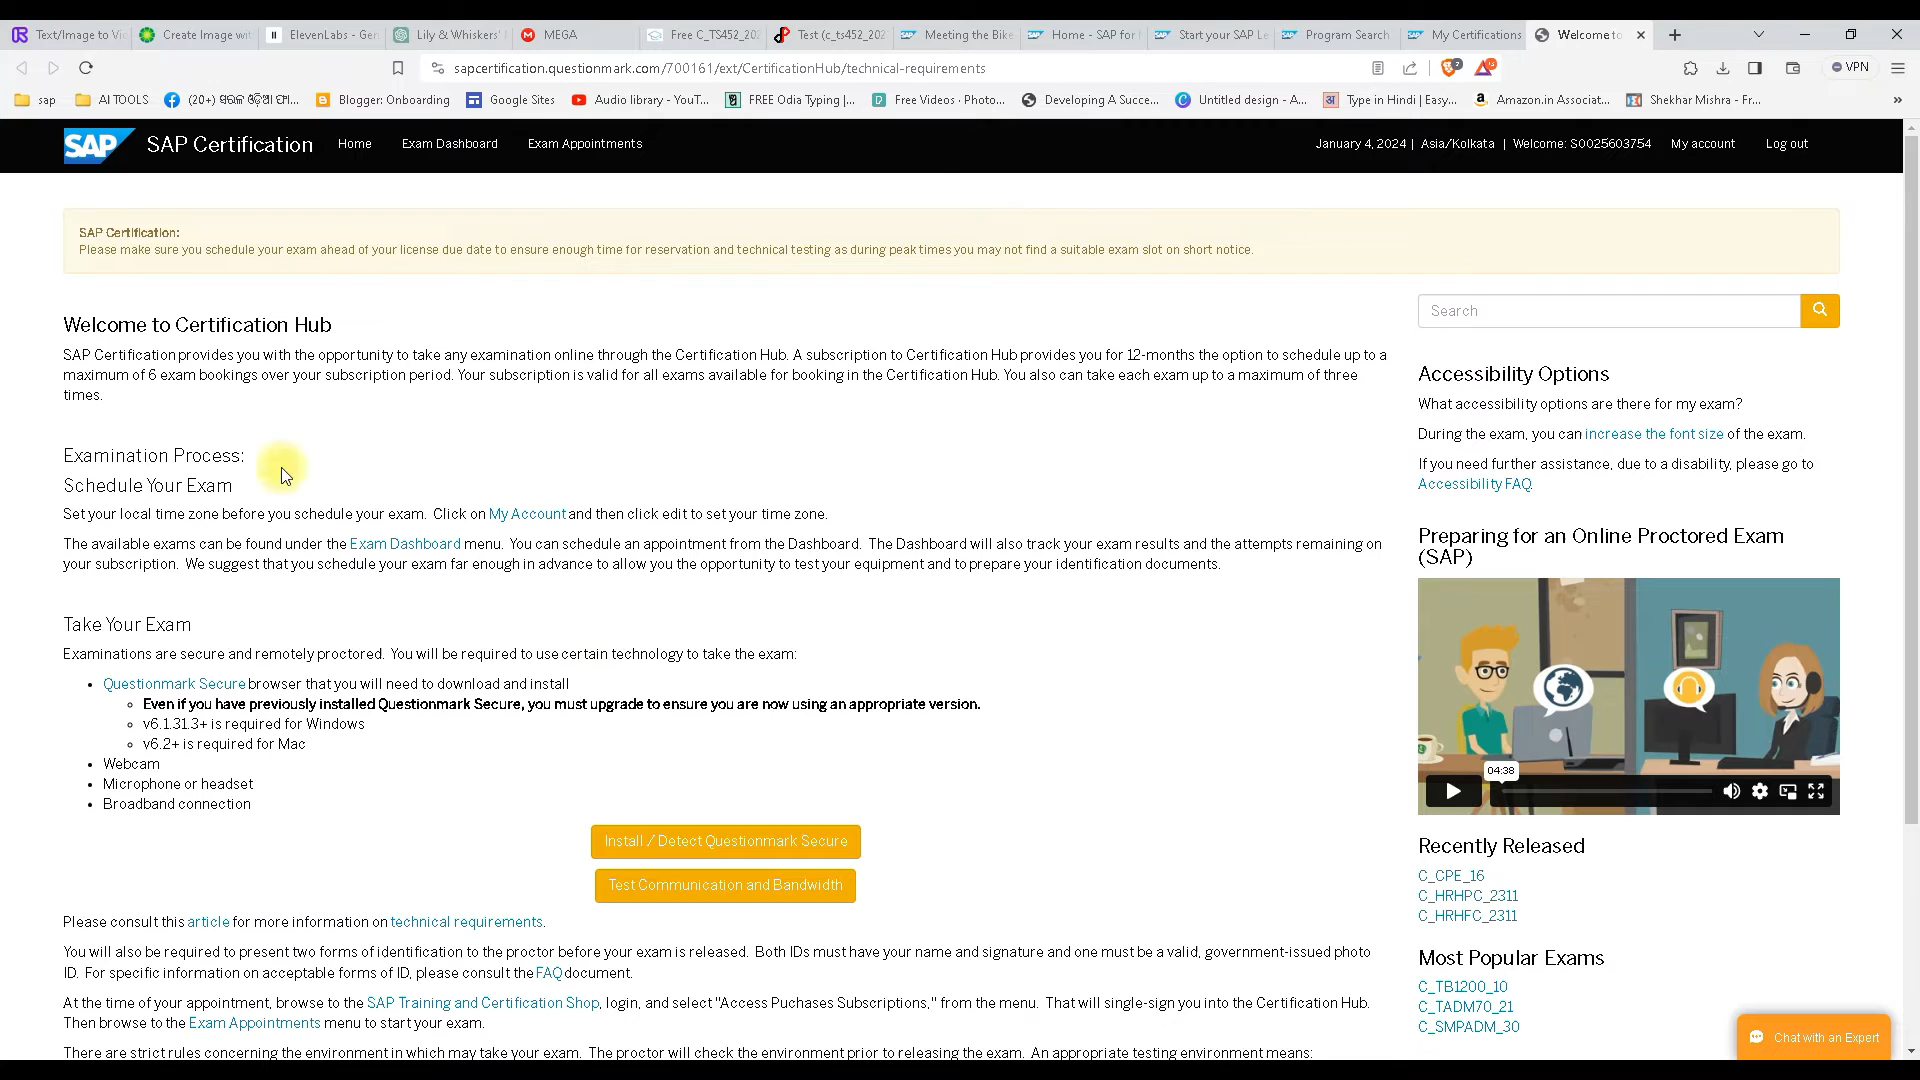 Text/Image to Vi
Create Image wit
ElevenLabs - Gen
Lily & Whiskers'
MEGA
Free C_TS452_202
Test (c_ts452_202
Meeting the Bike
Home - SAP for
Start your SAP Le
Program Search
My Certifications
Welcome to
sapcertification.questionmark.com/700161/ext/CertificationHub/technical-requirements
VPN
sap
AI TOOLS
Blogger: Onboarding
Google Sites
Audio library - YouT...
FREE Odia Typing |...
Free Videos · Photo...
Developing A Succe...
Untitled design - A...
Type in Hindi | Easy...
Amazon.in Associat...
Shekhar Mishra - Fr...
SAP SAP Certification Home Exam Dashboard Exam Appointments January 4, 2024 | Asia/Kolkata | Welcome: S0025603754 My account Log out
SAP Certification:
Please make sure you schedule your exam ahead of your license due date to ensure enough time for reservation and technical testing as during peak times you may not find a suitable exam slot on short notice.
Welcome to Certification Hub
SAP Certification provides you with the opportunity to take any examination online through the Certification Hub. A subscription to Certification Hub provides you for 12-months the option to schedule up to a
maximum of 6 exam bookings over your subscription period. Your subscription is valid for all exams available for booking in the Certification Hub. You also can take each exam up to a maximum of three
times.
Examination Process:
Schedule Your Exam
Set your local time zone before you schedule your exam. Click on My Account and then click edit to set your time zone.
The available exams can be found under the Exam Dashboard menu. You can schedule an appointment from the Dashboard. The Dashboard will also track your exam results and the attempts remaining on
your subscription. We suggest that you schedule your exam far enough in advance to allow you the opportunity to test your equipment and to prepare your identification documents.
Take Your Exam
Examinations are secure and remotely proctored. You will be required to use certain technology to take the exam:
Questionmark Secure browser that you will need to download and install
Even if you have previously installed Questionmark Secure, you must upgrade to ensure you are now using an appropriate version.
v6.1.31.3+ is required for Windows
v6.2+ is required for Mac
Webcam
Microphone or headset
Broadband connection
Install / Detect Questionmark Secure
Test Communication and Bandwidth
Please consult this article for more information on technical requirements.
You will also be required to present two forms of identification to the proctor before your exam is released. Both IDs must have your name and signature and one must be a valid, government-issued photo
ID. For specific information on acceptable forms of ID, please consult the FAQ document.
At the time of your appointment, browse to the SAP Training and Certification Shop, login, and select "Access Puchases Subscriptions," from the menu. That will single-sign you into the Certification Hub.
Then browse to the Exam Appointments menu to start your exam.
There are strict rules concerning the environment in which may take your exam. The proctor will check the environment prior to releasing the exam. An appropriate testing environment means:
Search
Accessibility Options
What accessibility options are there for my exam?
During the exam, you can increase the font size of the exam.
If you need further assistance, due to a disability, please go to
Accessibility FAQ.
Preparing for an Online Proctored Exam
(SAP)
04:38
Recently Released
C_CPE_16
C_HRHPC_2311
C_HRHFC_2311
Most Popular Exams
C_TB1200_10
C_TADM70_21
C_SMPADM_30
Chat with an Expert